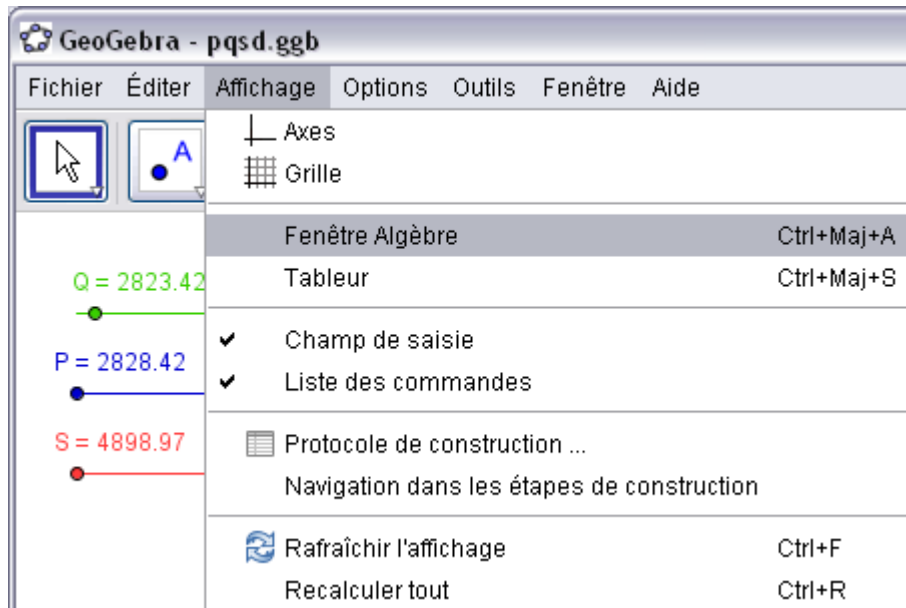 GeoGebra - pqsd.ggb
Fichier Éditer Affichage Options Outils Fenêtre Aide
A
Axes
Grille
Fenêtre Algèbre Ctrl+Maj+A
Tableur Ctrl+Maj+S
Champ de saisie
Liste des commandes
Protocole de construction ...
Navigation dans les étapes de construction
Rafraîchir l'affichage Ctrl+F
Recalculer tout Ctrl+R
Q = 2823.42
P = 2828.42
S = 4898.97